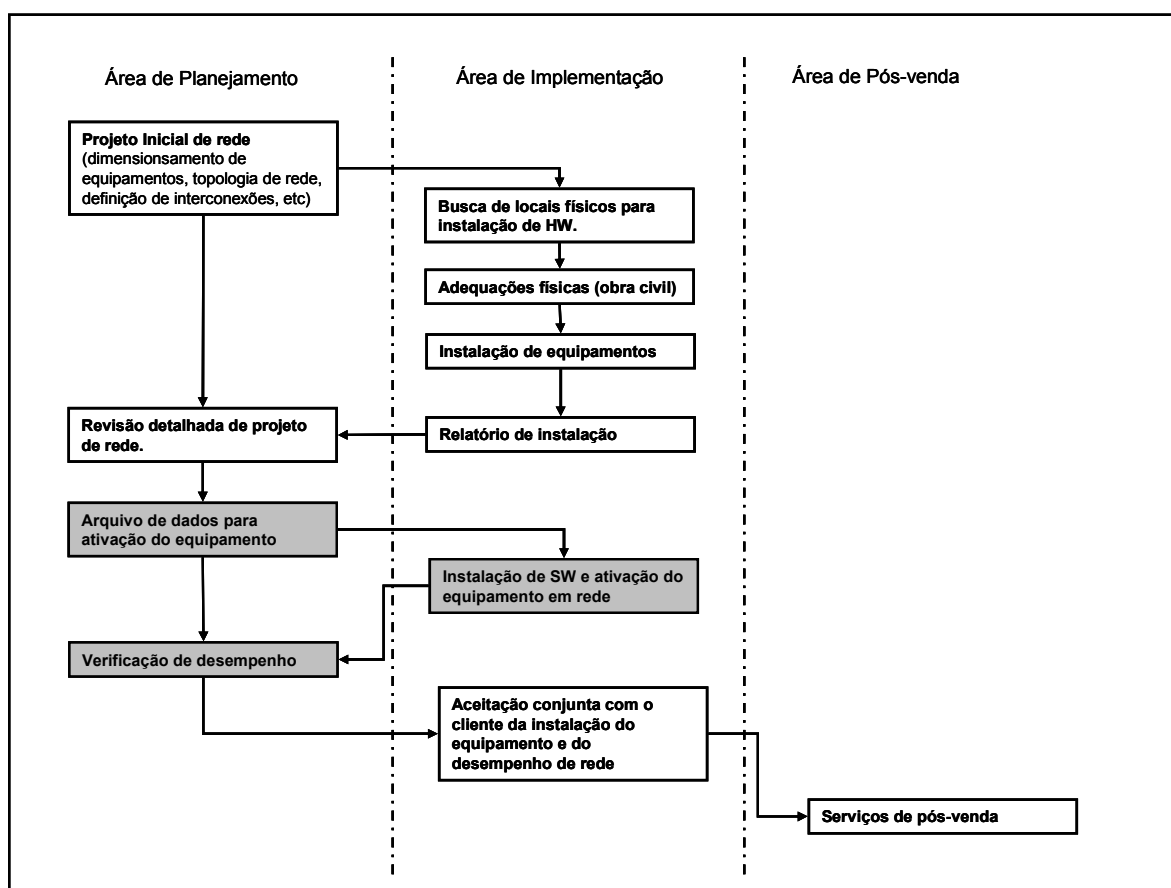 Área de Planejamento
Área de Implementação
Área de Pós-venda
Projeto Inicial de rede
(dimensionsamento de
equipamentos, topologia de rede,
definição de interconexões, etc)
Busca de locais físicos para
instalação de HW.
Adequações físicas (obra civil)
Instalação de equipamentos
Revisão detalhada de projeto
de rede.
Relatório de instalação
Arquivo de dados para
ativação do equipamento
Instalação de SW e ativação do
equipamento em rede
Verificação de desempenho
Aceitação conjunta com o
cliente da instalação do
equipamento e do
desempenho de rede
Serviços de pós-venda